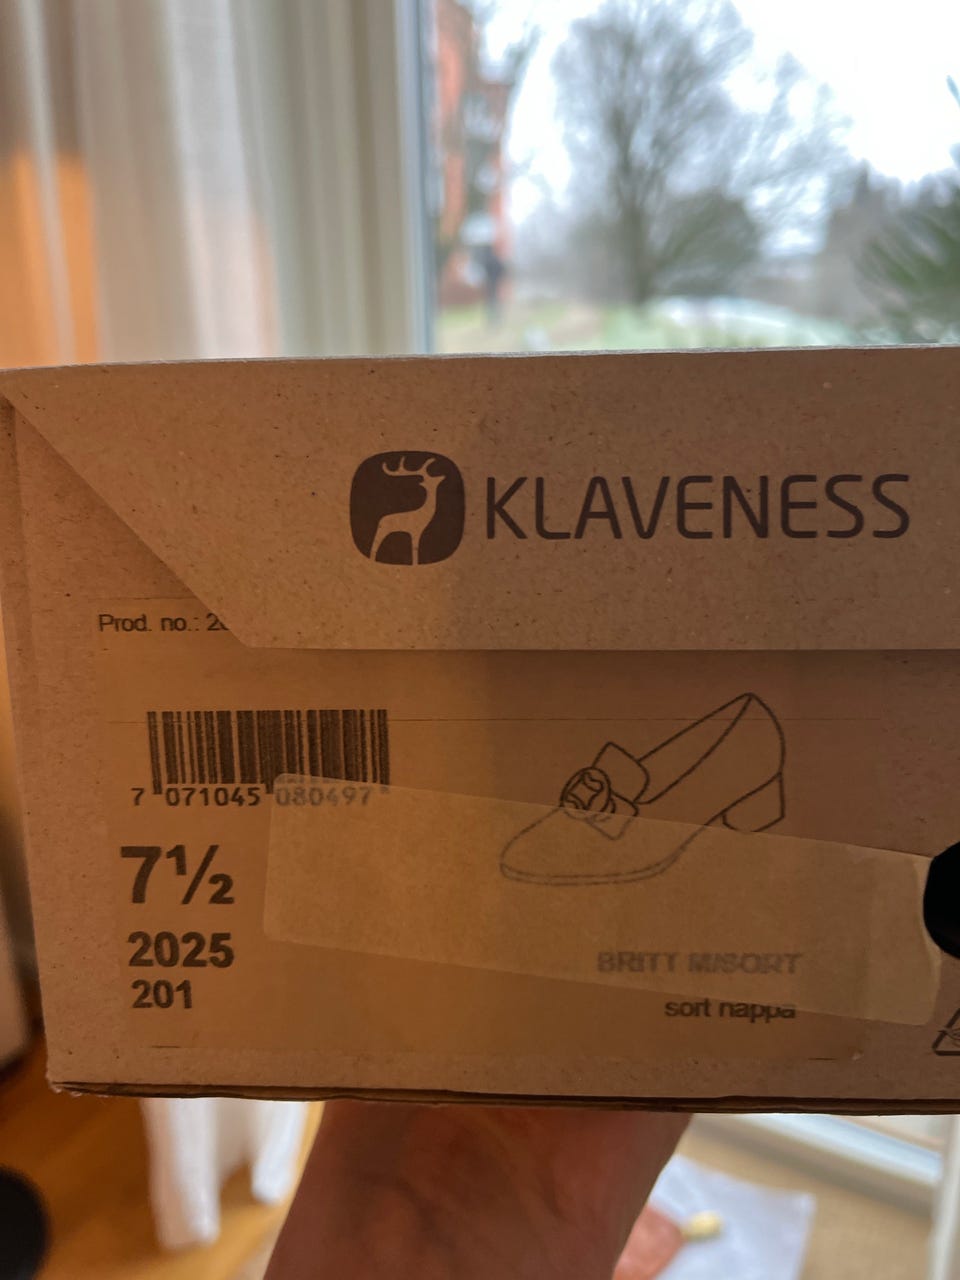 KLAVENESS
Prod. no.:
7 071045 080497
7½
2025
201
BRITT M/SORT
sort nappa